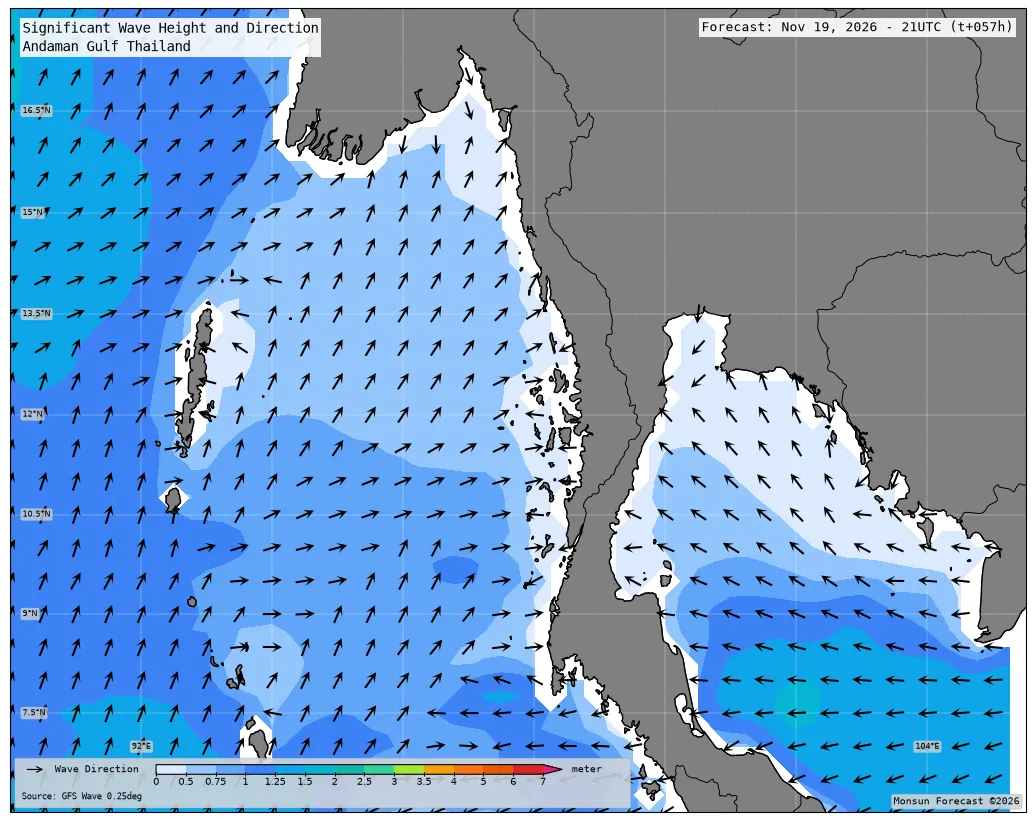 Significant Wave Height and Direction
Andaman Gulf Thailand
Forecast: Nov 19, 2026 - 21UTC (t+057h)
16.5°N
15°N
13.5°N
12°N
10.5°N
9°N
7.5°N
92°E
104°E
Wave Direction
0 0.5 0.75 1 1.25 1.5 2 2.5 3 3.5 4 5 6 7 meter
Source: GFS Wave 0.25deg
Monsun Forecast ©2026